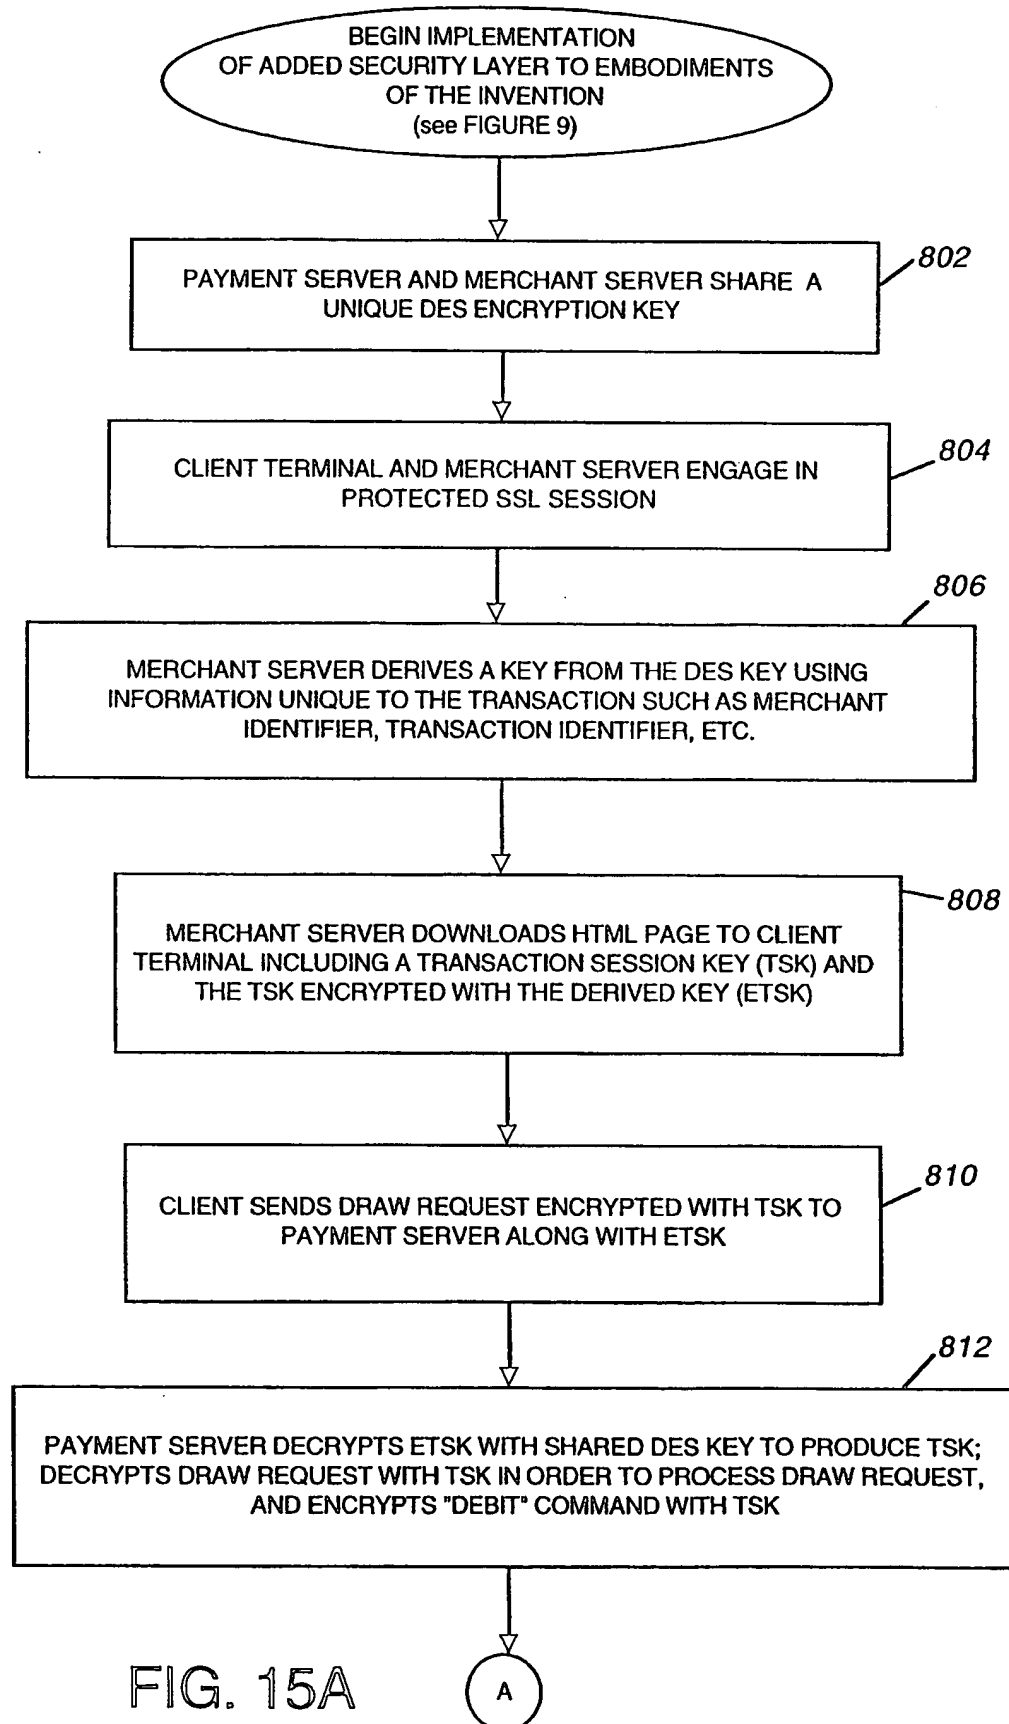 BEGIN IMPLEMENTATION
OF ADDED SECURITY LAYER TO EMBODIMENTS
OF THE INVENTION
(see FIGURE 9)
802
PAYMENT SERVER AND MERCHANT SERVER SHARE A
UNIQUE DES ENCRYPTION KEY
804
CLIENT TERMINAL AND MERCHANT SERVER ENGAGE IN
PROTECTED SSL SESSION
806
MERCHANT SERVER DERIVES A KEY FROM THE DES KEY USING
INFORMATION UNIQUE TO THE TRANSACTION SUCH AS MERCHANT
IDENTIFIER, TRANSACTION IDENTIFIER, ETC.
808
MERCHANT SERVER DOWNLOADS HTML PAGE TO CLIENT
TERMINAL INCLUDING A TRANSACTION SESSION KEY (TSK) AND
THE TSK ENCRYPTED WITH THE DERIVED KEY (ETSK)
810
CLIENT SENDS DRAW REQUEST ENCRYPTED WITH TSK TO
PAYMENT SERVER ALONG WITH ETSK
812
PAYMENT SERVER DECRYPTS ETSK WITH SHARED DES KEY TO PRODUCE TSK;
DECRYPTS DRAW REQUEST WITH TSK IN ORDER TO PROCESS DRAW REQUEST,
AND ENCRYPTS "DEBIT" COMMAND WITH TSK
A
FIG. 15A